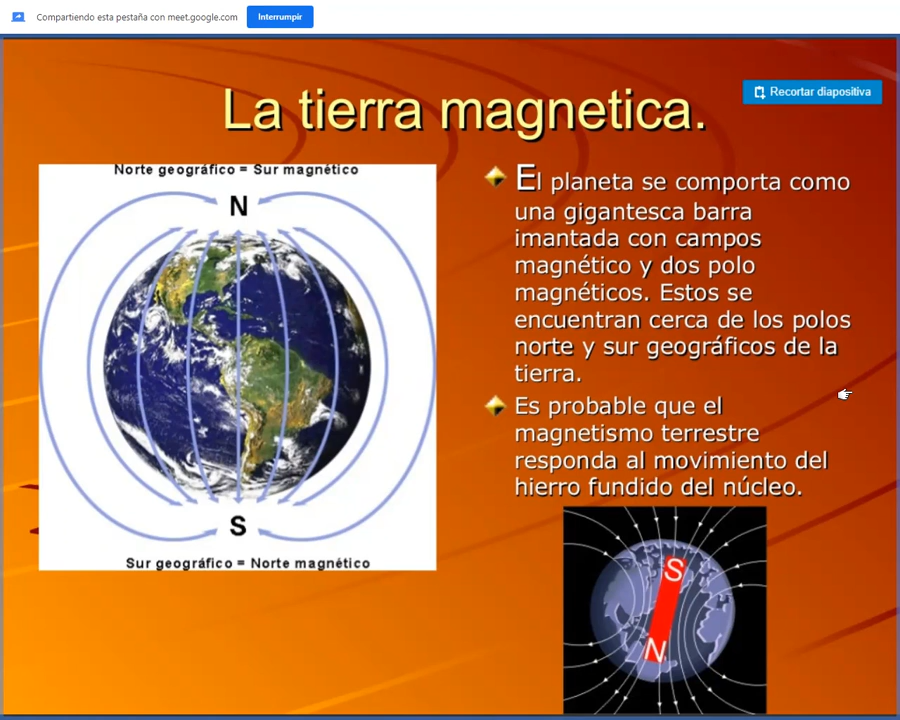 Compartiendo esta pestaña con meet.google.com
Interrumpir
La tierra magnetica.
Recortar diapositiva
Norte geográfico = Sur magnético
N
S
Sur geográfico = Norte magnético
El planeta se comporta como
una gigantesca barra
imantada con campos
magnético y dos polo
magnéticos. Estos se
encuentran cerca de los polos
norte y sur geográficos de la
tierra.
Es probable que el
magnetismo terrestre
responda al movimiento del
hierro fundido del núcleo.
S
N